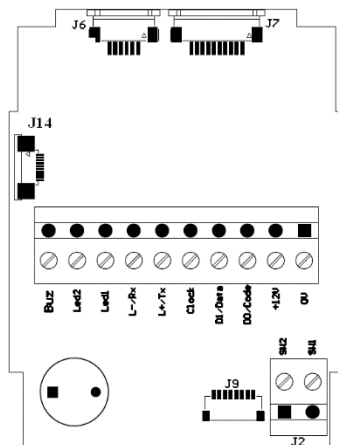 J6
J7
J14
Buz
Led2
Led1
L-/Rx
L+/Tx
Clock
D1/Data
D0/Code
+12V
0V
SW2
SW1
J9
J2